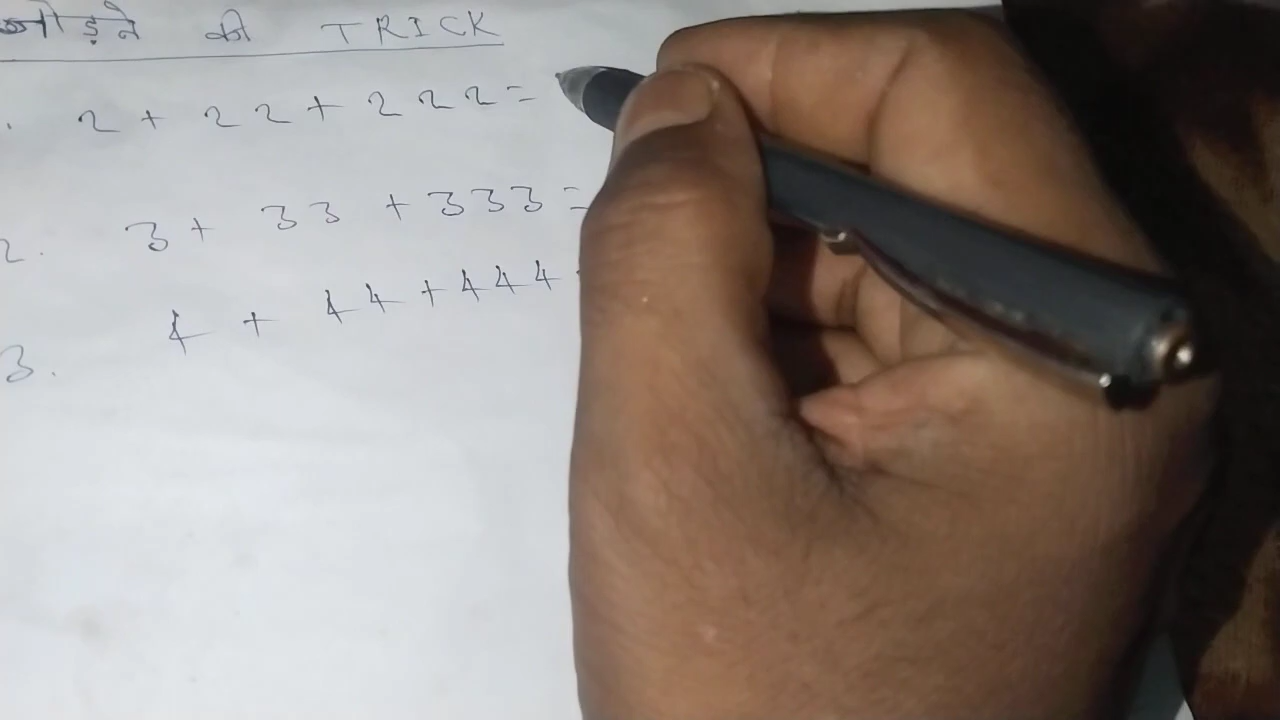 जोड़ने की TRICK
. 2 + 22 + 222 =
2. 3 + 33 + 333 =
3. 4 + 44 + 444